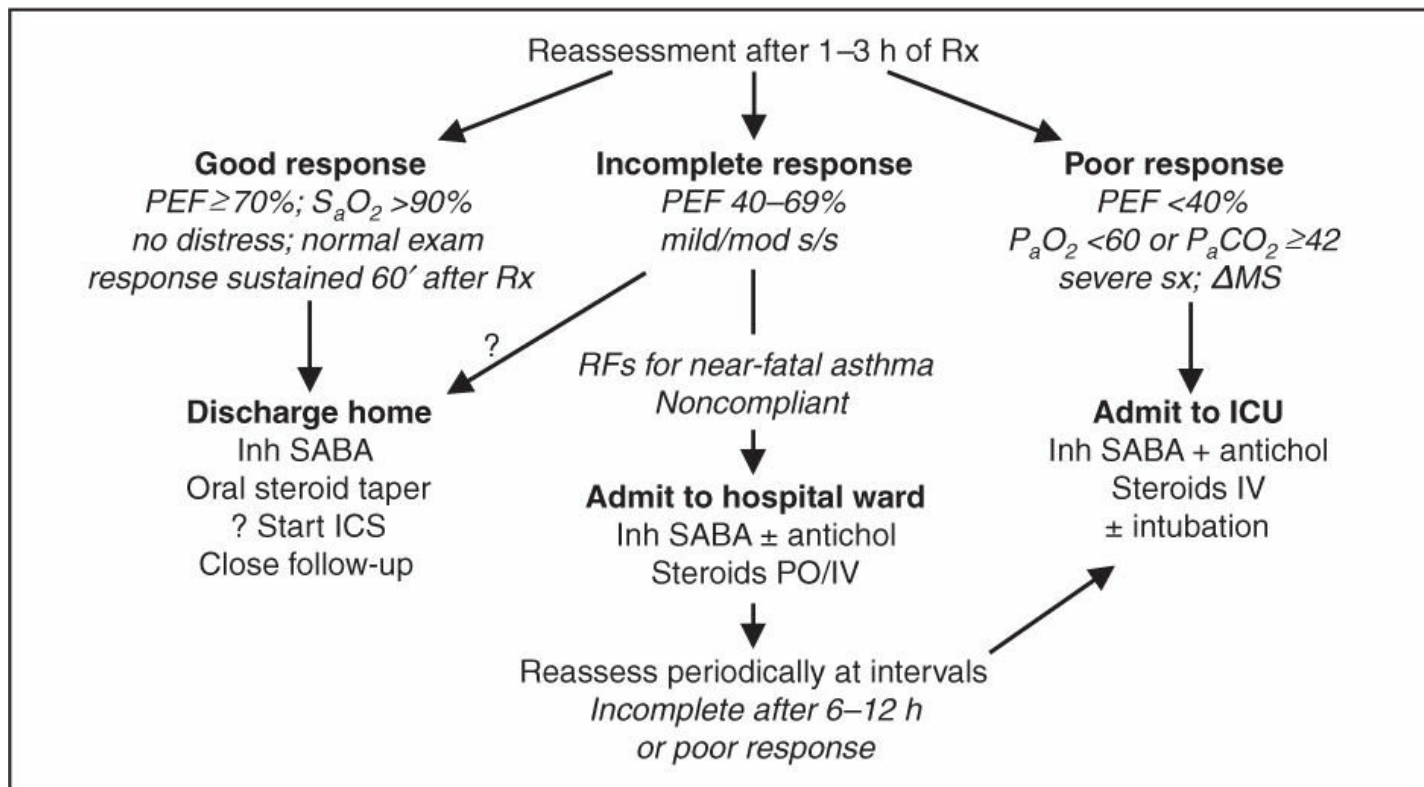 Reassessment after 1–3 h of Rx
Good response
PEF ≥70%; SaO2 >90%
no distress; normal exam
response sustained 60′ after Rx
Incomplete response
PEF 40–69%
mild/mod s/s
Poor response
PEF <40%
PaO2 <60 or PaCO2 ≥42
severe sx; ΔMS
?
RFs for near-fatal asthma
Noncompliant
Discharge home
Inh SABA
Oral steroid taper
? Start ICS
Close follow-up
Admit to hospital ward
Inh SABA ± antichol
Steroids PO/IV
Admit to ICU
Inh SABA + antichol
Steroids IV
± intubation
Reassess periodically at intervals
Incomplete after 6–12 h
or poor response